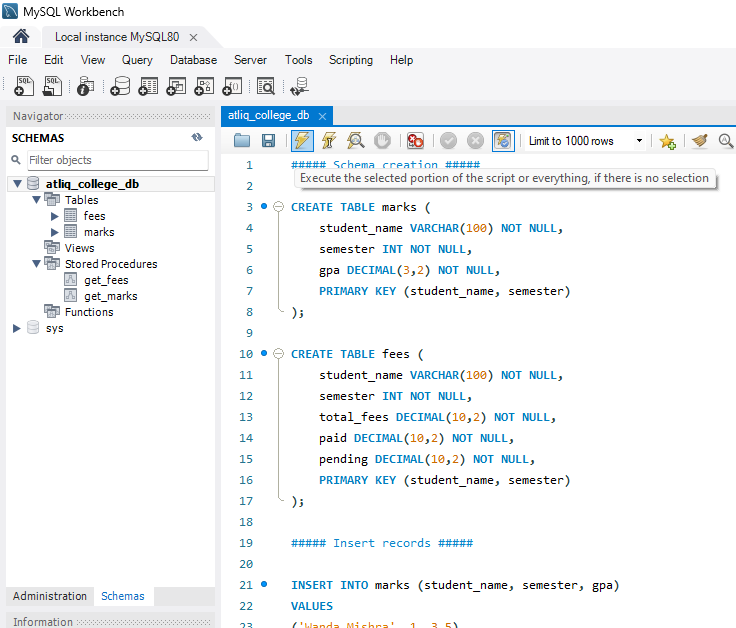 MySQL Workbench
Local instance MySQL80 ×
File Edit View Query Database Server Tools Scripting Help
Navigator
SCHEMAS
Filter objects
atliq_college_db
Tables
fees
marks
Views
Stored Procedures
get_fees
get_marks
Functions
sys
Administration Schemas
Information
atliq_college_db ×
Limit to 1000 rows
1 ##### Schema creation #####
Execute the selected portion of the script or everything, if there is no selection
2
3 CREATE TABLE marks (
4 student_name VARCHAR(100) NOT NULL,
5 semester INT NOT NULL,
6 gpa DECIMAL(3,2) NOT NULL,
7 PRIMARY KEY (student_name, semester)
8 );
9
10 CREATE TABLE fees (
11 student_name VARCHAR(100) NOT NULL,
12 semester INT NOT NULL,
13 total_fees DECIMAL(10,2) NOT NULL,
14 paid DECIMAL(10,2) NOT NULL,
15 pending DECIMAL(10,2) NOT NULL,
16 PRIMARY KEY (student_name, semester)
17 );
18
19 ##### Insert records #####
20
21 INSERT INTO marks (student_name, semester, gpa)
22 VALUES
23 ('Wanda Mishra', 1, 3.5)